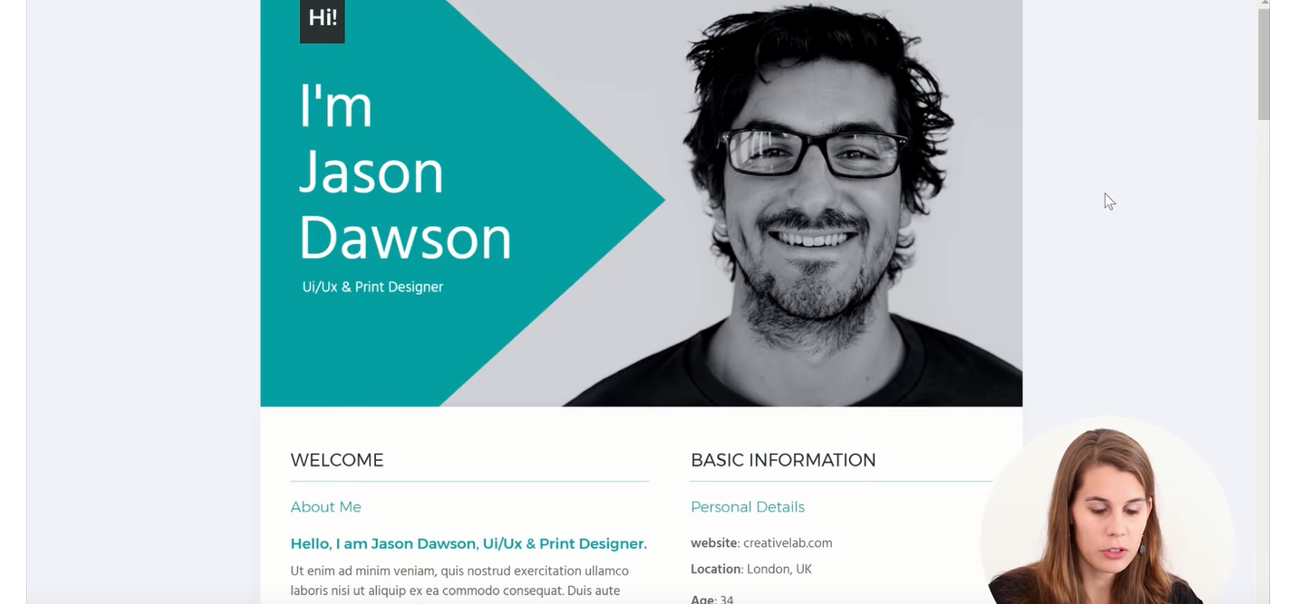 Hi!
I'm
Jason
Dawson
Ui/Ux & Print Designer
WELCOME
About Me
Hello, I am Jason Dawson, Ui/Ux & Print Designer.
Ut enim ad minim veniam, quis nostrud exercitation ullamco
laboris nisi ut aliquip ex ea commodo consequat. Duis aute
BASIC INFORMATION
Personal Details
website: creativelab.com
Location: London, UK
Age: 34